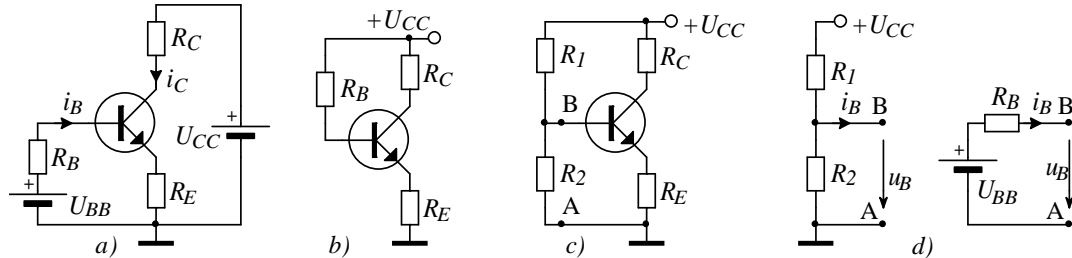 R_C
i_C
i_B
R_B
U_BB
+
U_CC
+
R_E
a)
+U_CC
R_B
R_C
R_E
b)
+U_CC
R_1
R_C
B
R_2
A
R_E
c)
+U_CC
R_1
i_B B
R_2
u_B
A
R_B i_B B
+
U_BB
u_B
A
d)